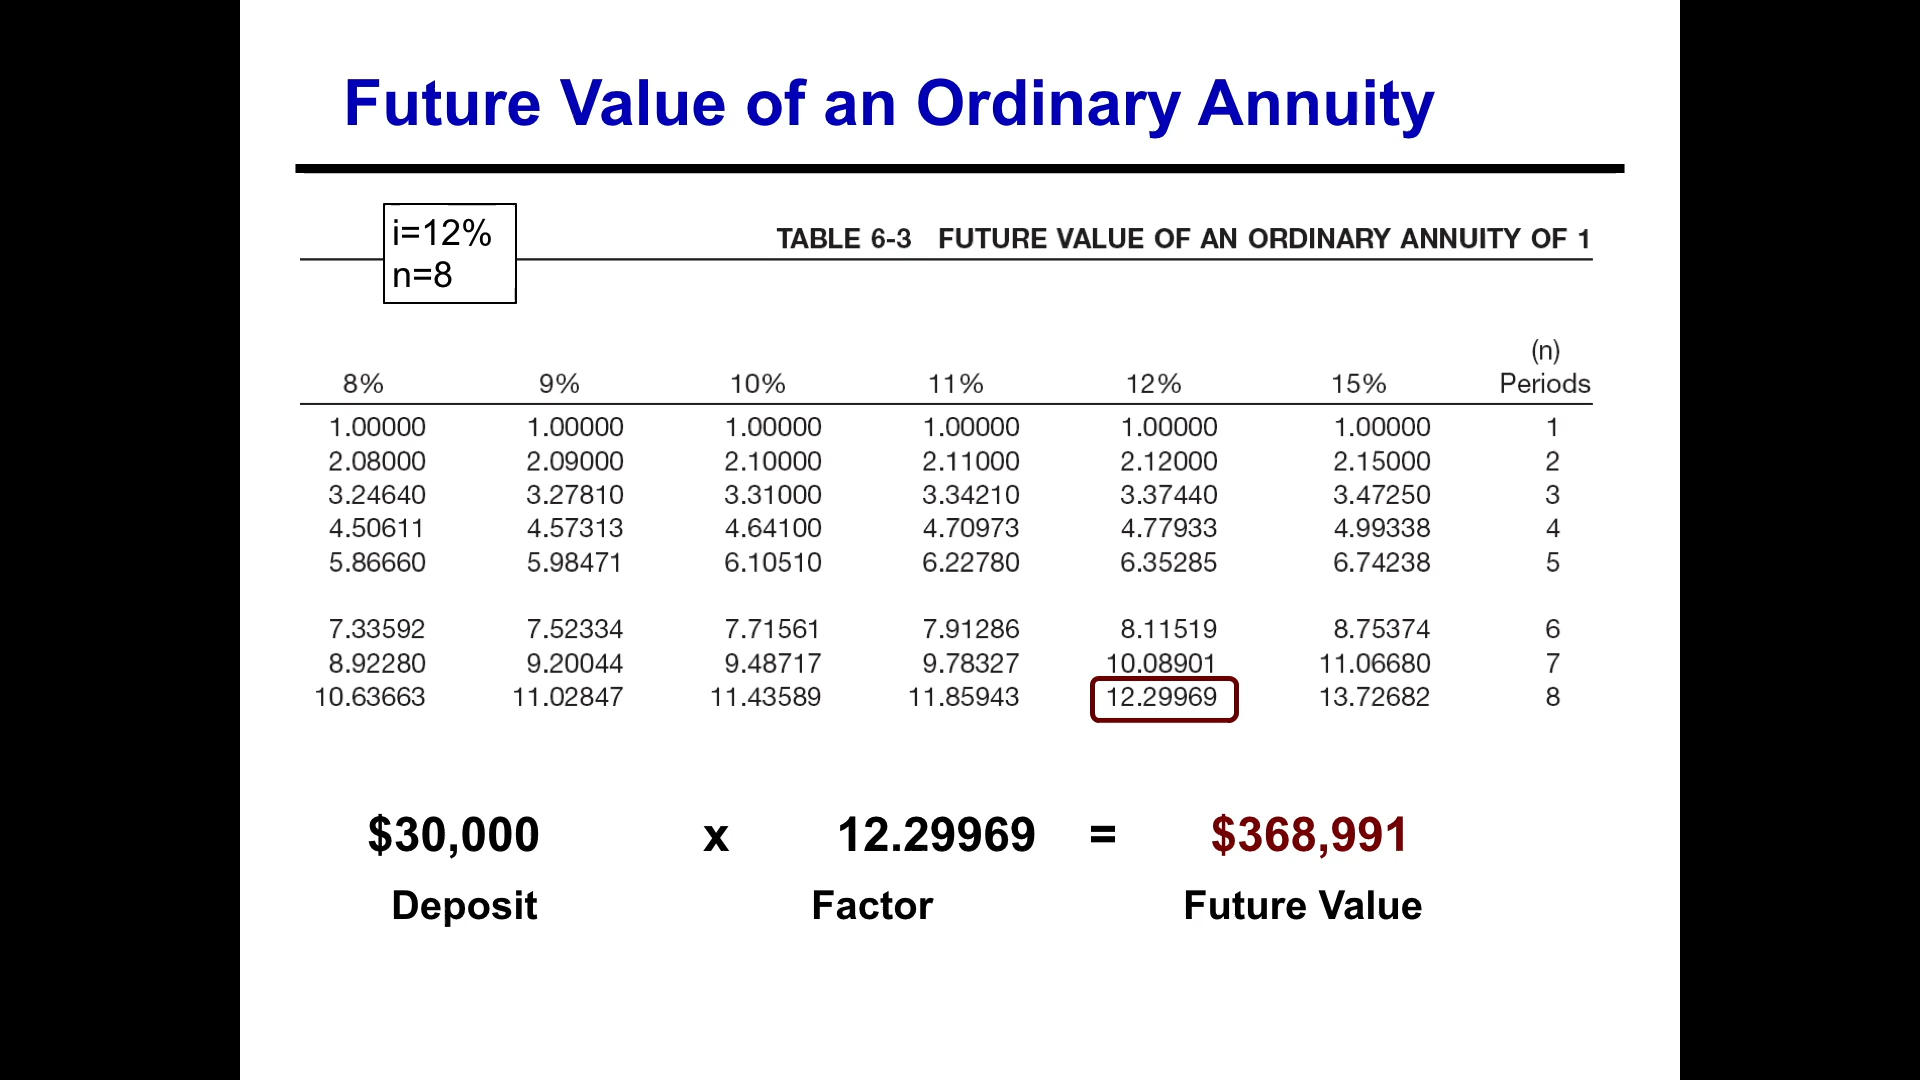 Future Value of an Ordinary Annuity
i=12%
n=8
TABLE 6-3 FUTURE VALUE OF AN ORDINARY ANNUITY OF 1
(n)
8% 9% 10% 11% 12% 15% Periods
1.00000 1.00000 1.00000 1.00000 1.00000 1.00000 1
2.08000 2.09000 2.10000 2.11000 2.12000 2.15000 2
3.24640 3.27810 3.31000 3.34210 3.37440 3.47250 3
4.50611 4.57313 4.64100 4.70973 4.77933 4.99338 4
5.86660 5.98471 6.10510 6.22780 6.35285 6.74238 5
7.33592 7.52334 7.71561 7.91286 8.11519 8.75374 6
8.92280 9.20044 9.48717 9.78327 10.08901 11.06680 7
10.63663 11.02847 11.43589 11.85943 12.29969 13.72682 8
$30,000 x 12.29969 = $368,991
Deposit Factor Future Value